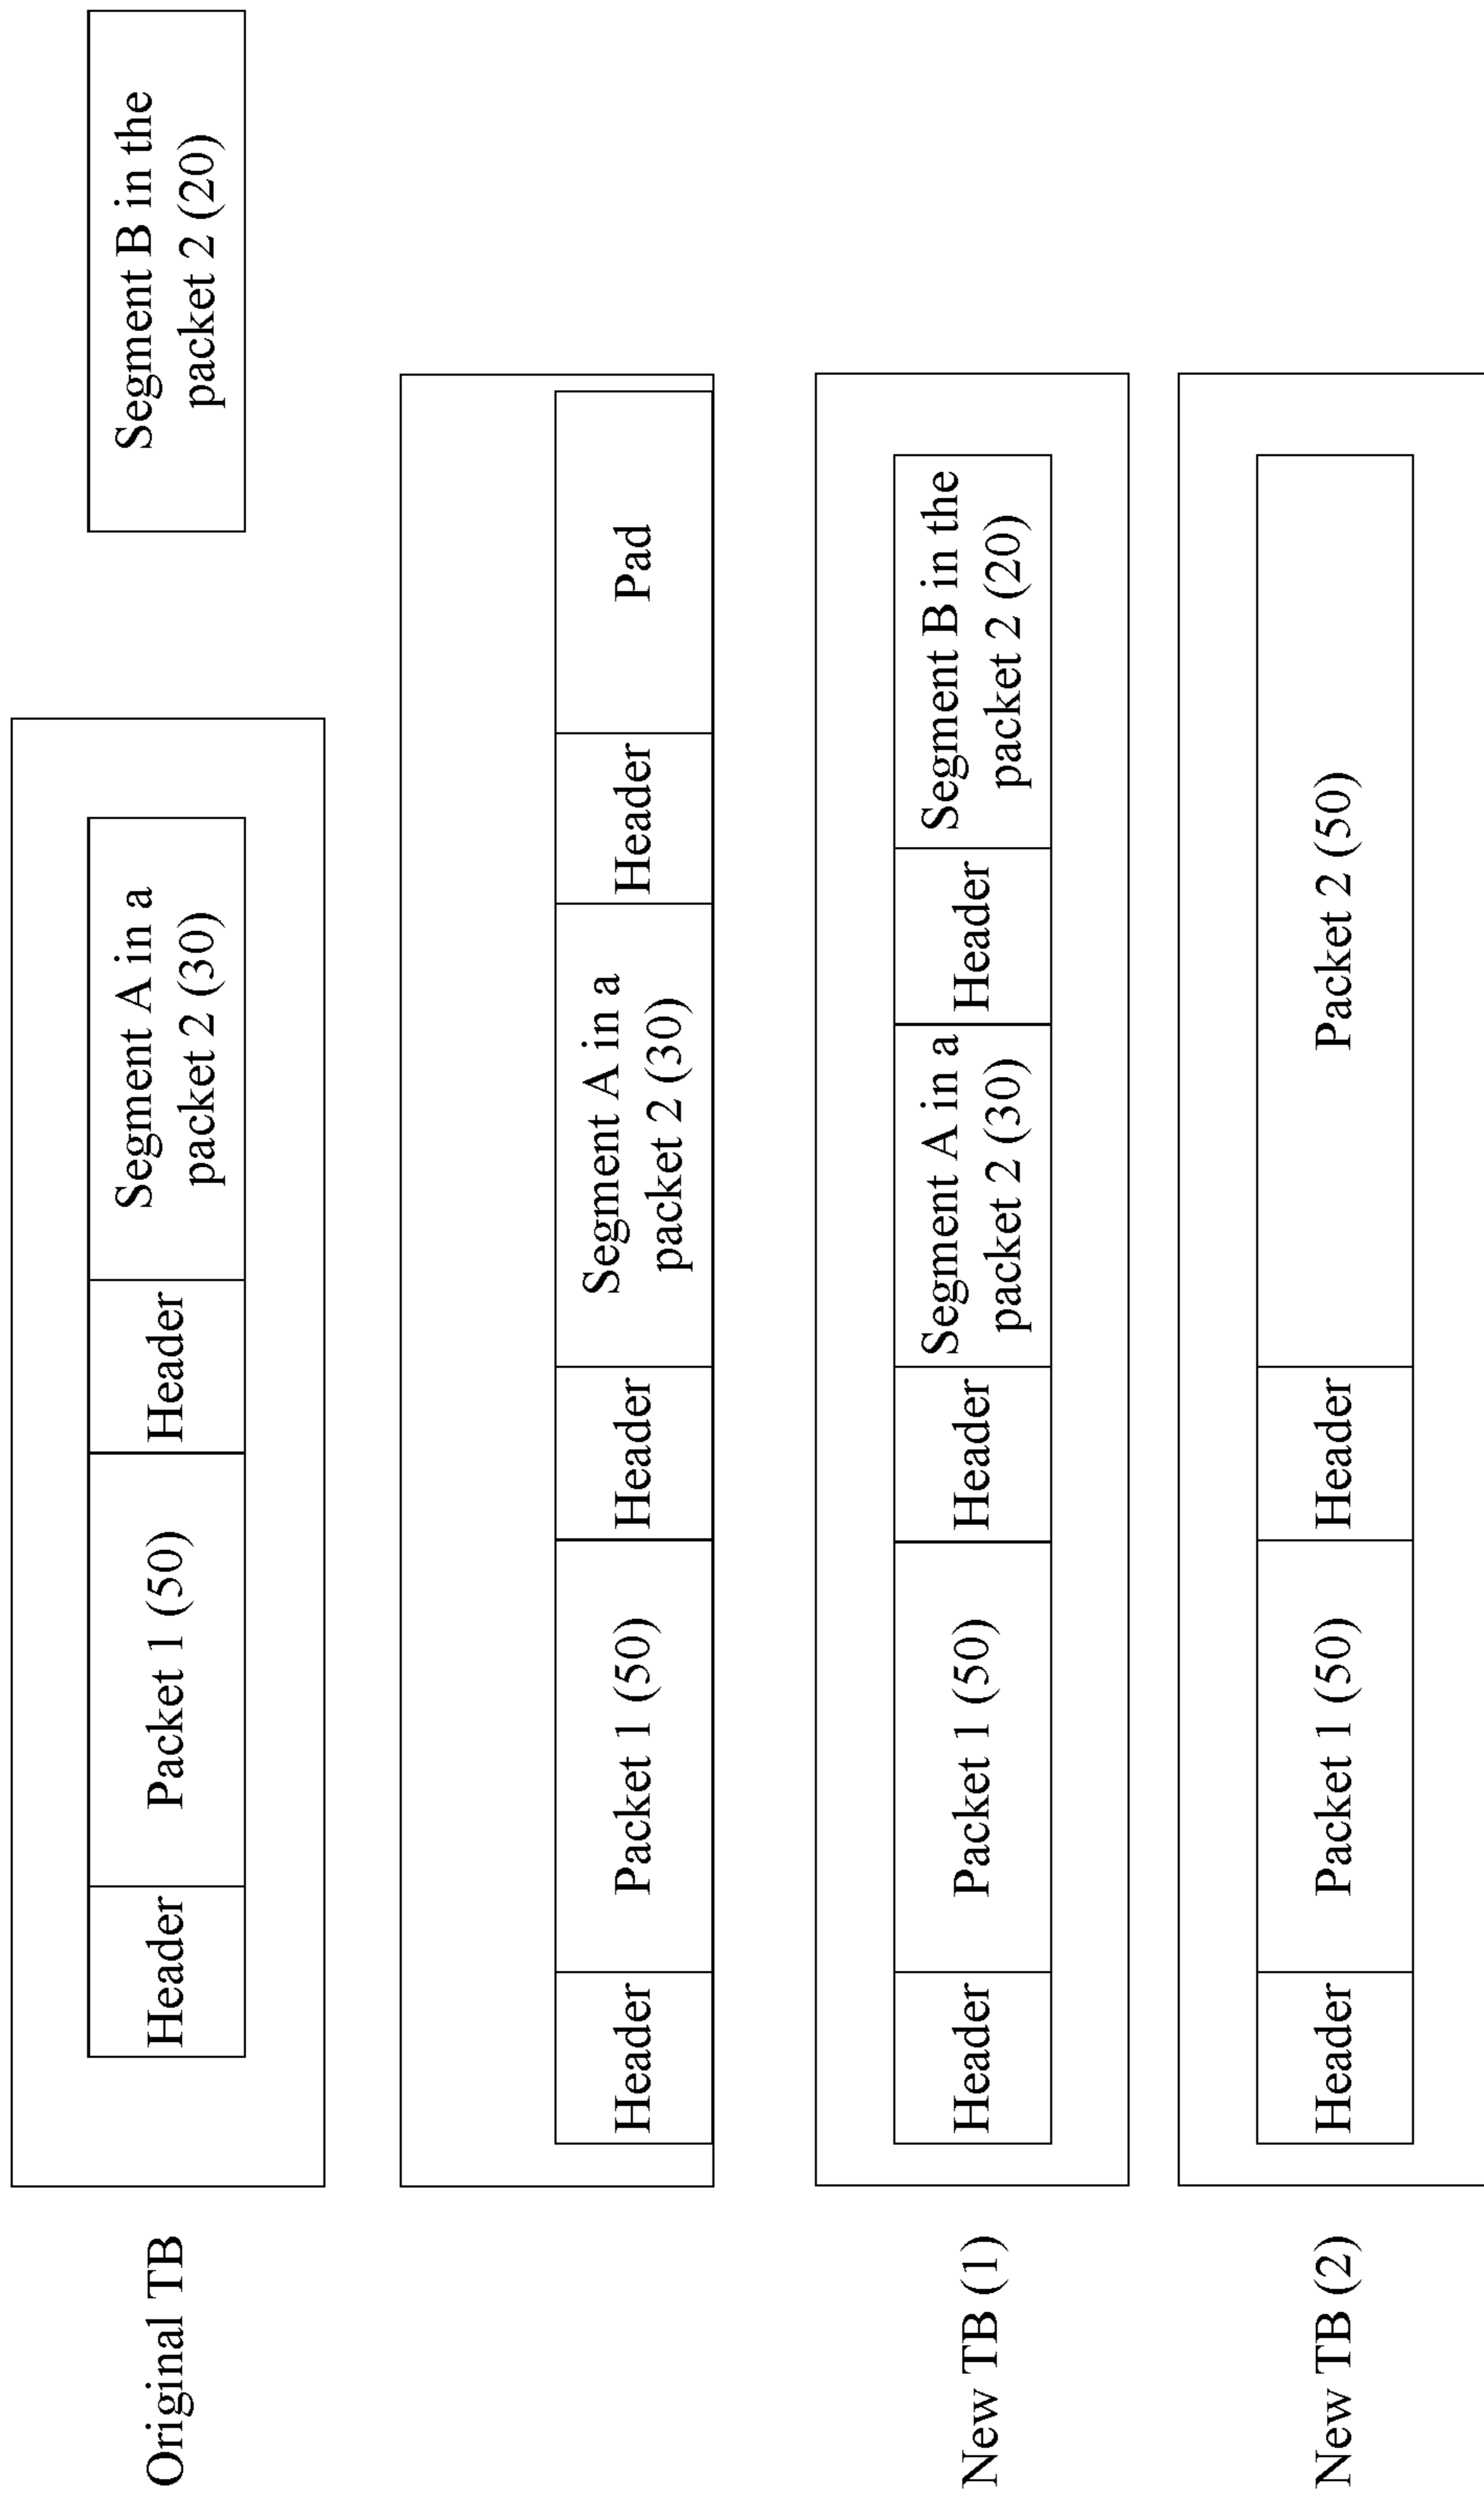 Original TB
Header
Packet 1 (50)
Header
Segment A in a
packet 2 (30)
Segment B in the
packet 2 (20)
Header
Packet 1 (50)
Header
Segment A in a
packet 2 (30)
Header
Pad
New TB (1)
Header
Packet 1 (50)
Header
Segment A in a
packet 2 (30)
Header
Segment B in the
packet 2 (20)
New TB (2)
Header
Packet 1 (50)
Header
Packet 2 (50)